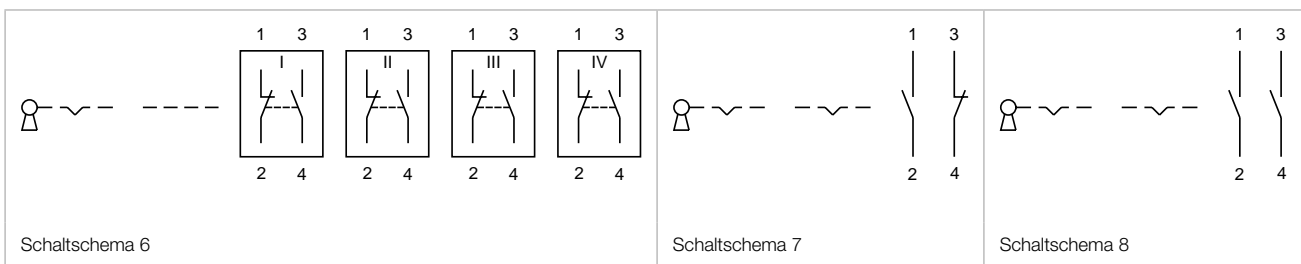 1 3 1 3 1 3 1 3 1 3 1 3
I II III IV
2 4 2 4 2 4 2 4 2 4 2 4
Schaltschema 6 Schaltschema 7 Schaltschema 8